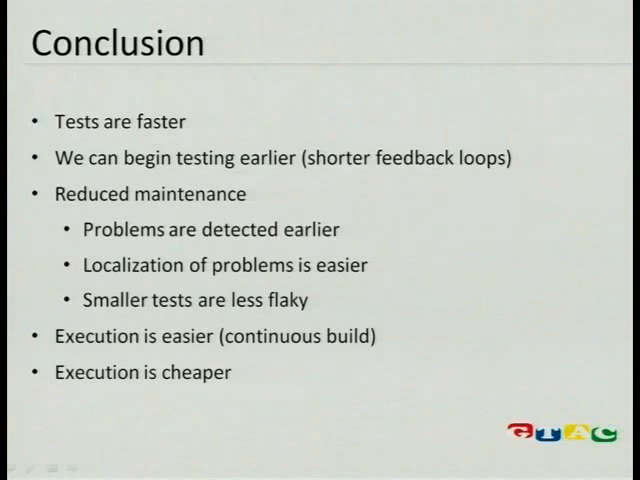 Conclusion
• Tests are faster
• We can begin testing earlier (shorter feedback loops)
• Reduced maintenance
• Problems are detected earlier
• Localization of problems is easier
• Smaller tests are less flaky
• Execution is easier (continuous build)
• Execution is cheaper
GTAC